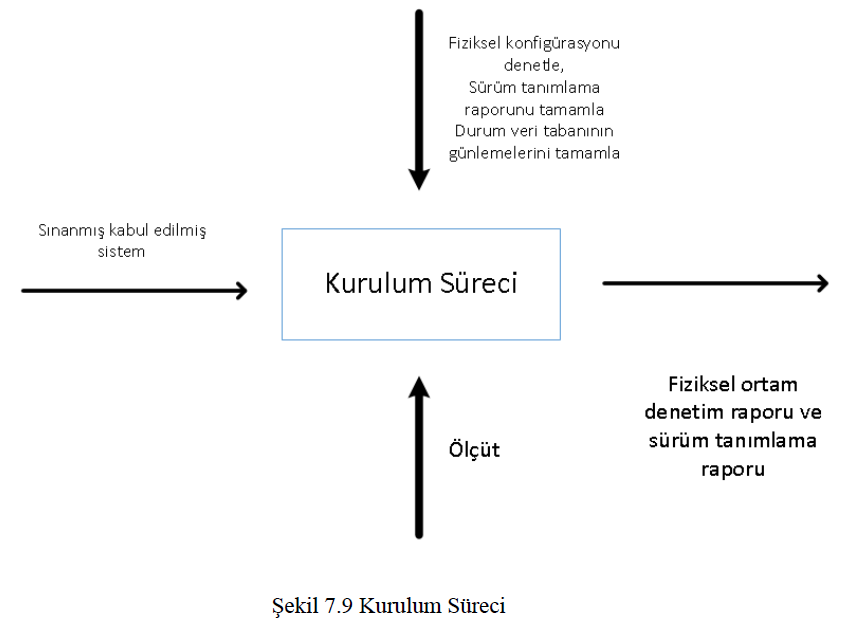 Fiziksel konfigürasyonu
denetle,
Sürüm tanımlama
raporunu tamamla
Durum veri tabanının
günlemelerini tamamla
Sınanmış kabul edilmiş
sistem
Kurulum Süreci
Ölçüt
Fiziksel ortam
denetim raporu ve
sürüm tanımlama
raporu
Şekil 7.9 Kurulum Süreci